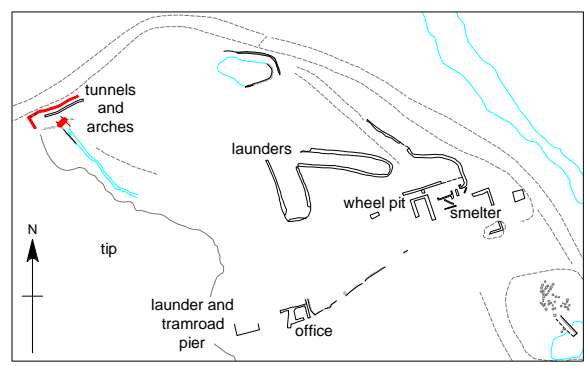 tunnels
and
arches
launders
wheel pit
smelter
N
tip
launder and
tramroad
pier
office